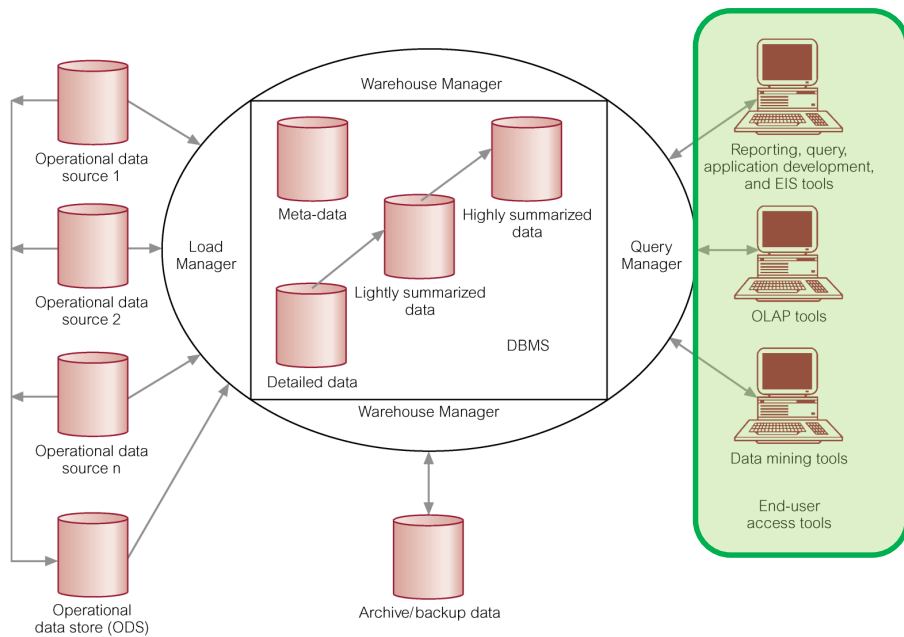 Operational data
source 1
Operational data
source 2
Operational data
source n
Operational
data store (ODS)
Load
Manager
Warehouse Manager
Meta-data
Highly summarized
data
Lightly summarized
data
Detailed data
DBMS
Warehouse Manager
Archive/backup data
Query
Manager
Reporting, query,
application development,
and EIS tools
OLAP tools
Data mining tools
End-user
access tools